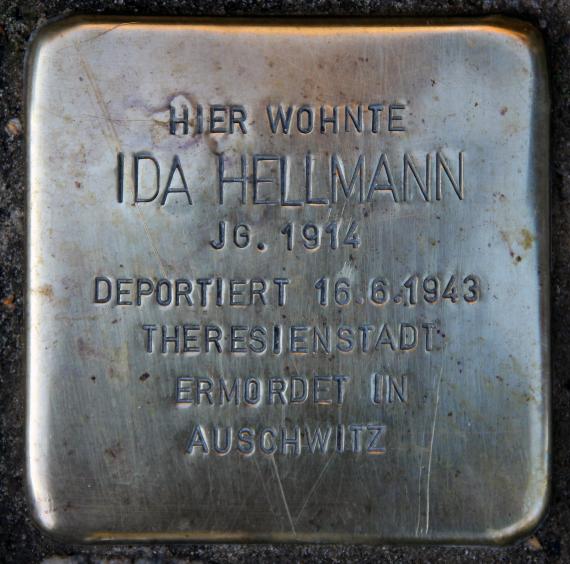 HIER WOHNTE
IDA HELLMANN
JG. 1914
DEPORTIERT 16.6.1943
THERESIENSTADT
ERMORDET IN
AUSCHWITZ